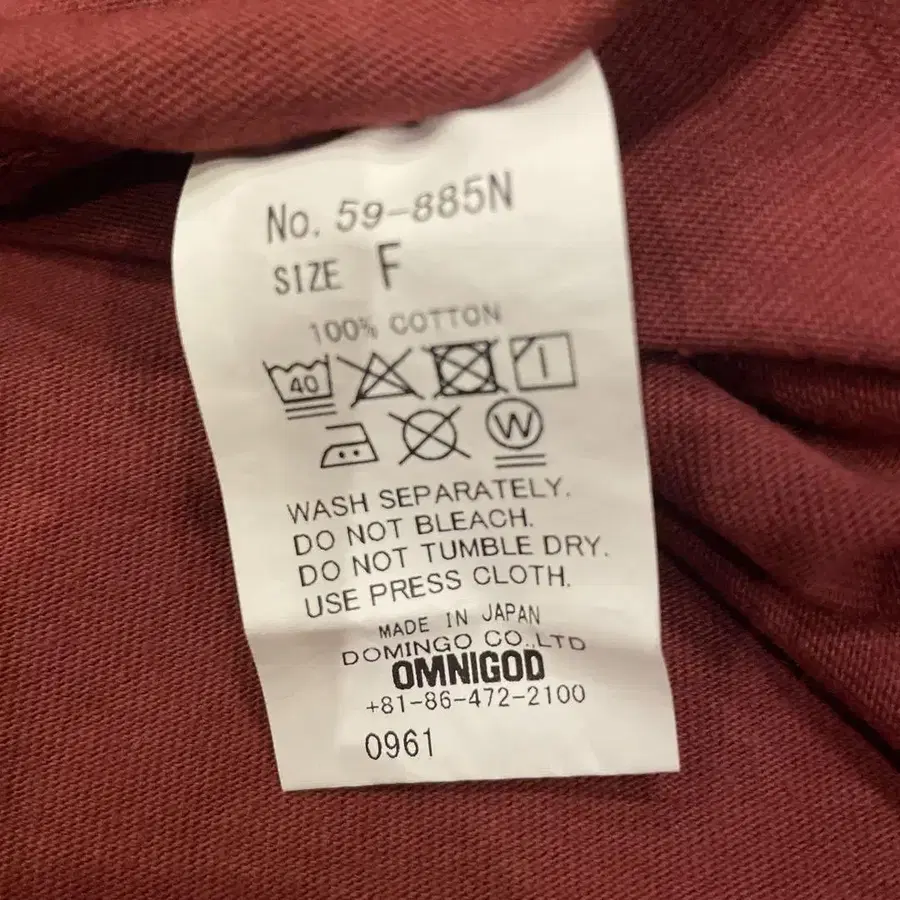 No. 59-885N
SIZE F
100% COTTON
40
W
WASH SEPARATELY.
DO NOT BLEACH.
DO NOT TUMBLE DRY.
USE PRESS CLOTH.
MADE IN JAPAN
DOMINGO CO.,LTD
OMNIGOD
+81-86-472-2100
0961